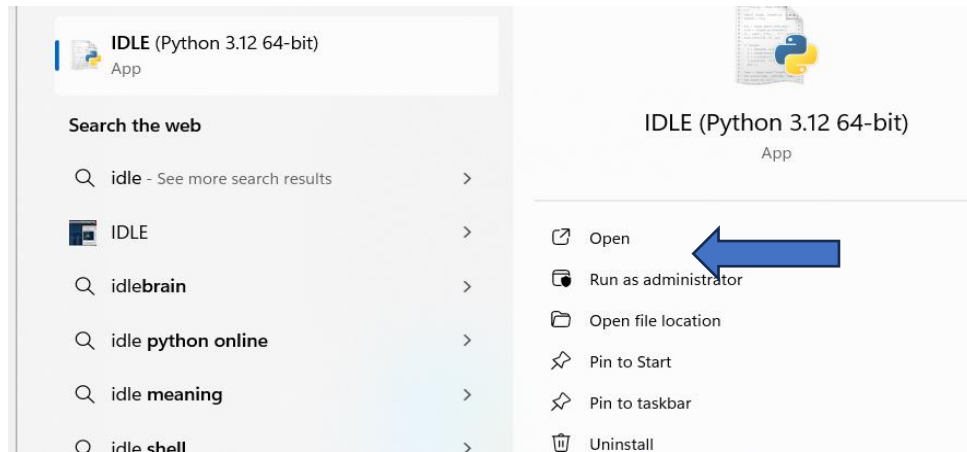 IDLE (Python 3.12 64-bit)
App
Search the web
idle - See more search results
IDLE
idlebrain
idle python online
idle meaning
idle shell
IDLE (Python 3.12 64-bit)
App
Open
Run as administrator
Open file location
Pin to Start
Pin to taskbar
Uninstall